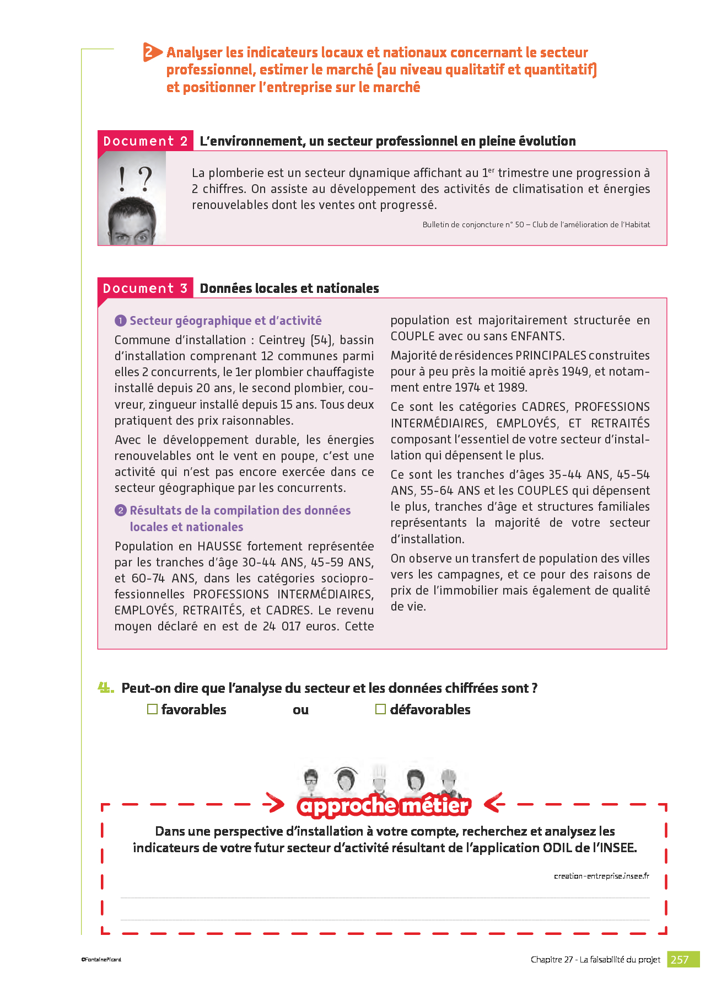 2 Analyser les indicateurs locaux et nationaux concernant le secteur
professionnel, estimer le marché (au niveau qualitatif et quantitatif)
et positionner l'entreprise sur le marché
Document 2 L'environnement, un secteur professionnel en pleine évolution
! ?
La plomberie est un secteur dynamique affichant au 1er trimestre une progression à
2 chiffres. On assiste au développement des activités de climatisation et énergies
renouvelables dont les ventes ont progressé.
Bulletin de conjoncture n° 50 – Club de l'amélioration de l'Habitat
Document 3 Données locales et nationales
1 Secteur géographique et d'activité
Commune d'installation : Ceintrey (54), bassin
d'installation comprenant 12 communes parmi
elles 2 concurrents, le 1er plombier chauffagiste
installé depuis 20 ans, le second plombier, cou-
vreur, zingueur installé depuis 15 ans. Tous deux
pratiquent des prix raisonnables.
Avec le développement durable, les énergies
renouvelables ont le vent en poupe, c'est une
activité qui n'est pas encore exercée dans ce
secteur géographique par les concurrents.
2 Résultats de la compilation des données
locales et nationales
Population en HAUSSE fortement représentée
par les tranches d'âge 30-44 ANS, 45-59 ANS,
et 60-74 ANS, dans les catégories sociopro-
fessionnelles PROFESSIONS INTERMÉDIAIRES,
EMPLOYÉS, RETRAITÉS, et CADRES. Le revenu
moyen déclaré en est de 24 017 euros. Cette
population est majoritairement structurée en
COUPLE avec ou sans ENFANTS.
Majorité de résidences PRINCIPALES construites
pour à peu près la moitié après 1949, et notam-
ment entre 1974 et 1989.
Ce sont les catégories CADRES, PROFESSIONS
INTERMÉDIAIRES, EMPLOYÉS, ET RETRAITÉS
composant l'essentiel de votre secteur d'instal-
lation qui dépensent le plus.
Ce sont les tranches d'âges 35-44 ANS, 45-54
ANS, 55-64 ANS et les COUPLES qui dépensent
le plus, tranches d'âge et structures familiales
représentants la majorité de votre secteur
d'installation.
On observe un transfert de population des villes
vers les campagnes, et ce pour des raisons de
prix de l'immobilier mais également de qualité
de vie.
4. Peut-on dire que l'analyse du secteur et les données chiffrées sont ?
favorables ou défavorables
approche métier
Dans une perspective d'installation à votre compte, recherchez et analysez les
indicateurs de votre futur secteur d'activité résultant de l'application ODIL de l'INSEE.
creation-entreprise.insee.fr
©FontainePicard Chapitre 27 - La faisabilité du projet 257